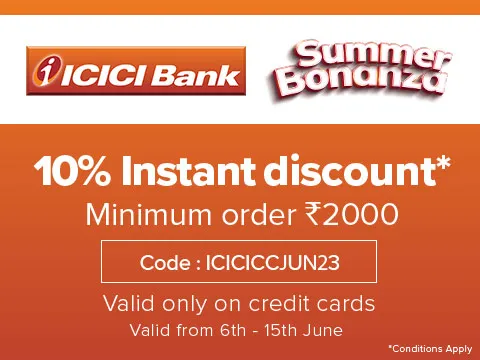 i ICICI Bank
Summer
Bonanza
10% Instant discount*
Minimum order ₹2000
Code : ICICICCJUN23
Valid only on credit cards
Valid from 6th - 15th June
*Conditions Apply